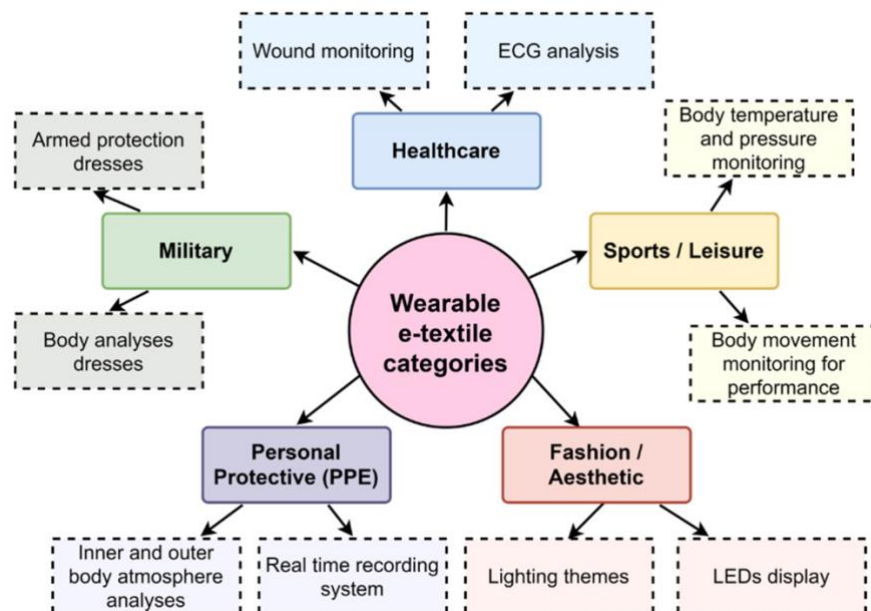 Wound monitoring
ECG analysis
Armed protection
dresses
Healthcare
Body temperature
and pressure
monitoring
Military
Sports / Leisure
Wearable
e-textile
categories
Body analyses
dresses
Body movement
monitoring for
performance
Personal
Protective (PPE)
Fashion /
Aesthetic
Inner and outer
body atmosphere
analyses
Real time recording
system
Lighting themes
LEDs display